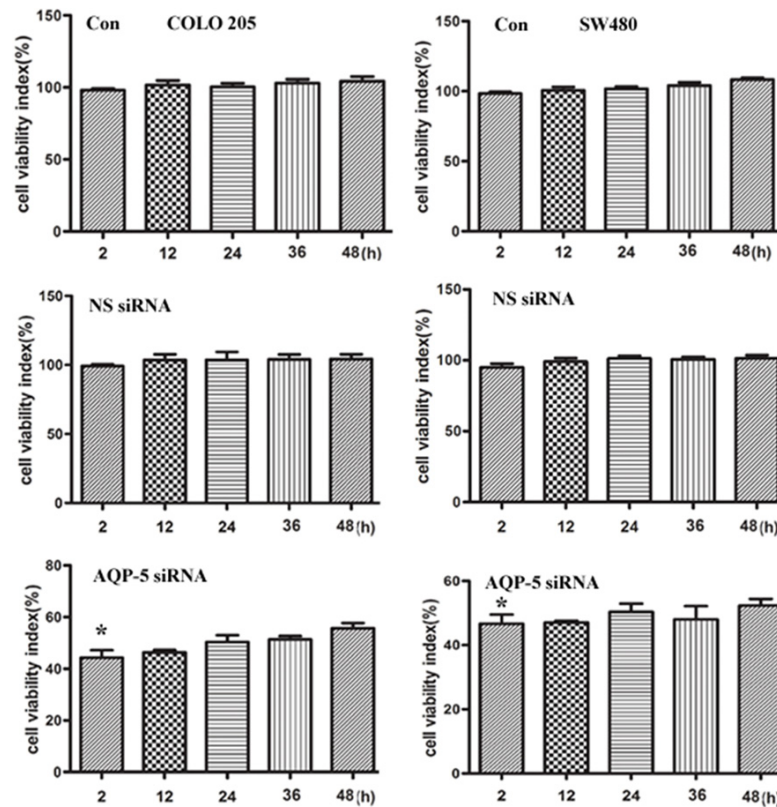 Con COLO 205
cell viability index(%)
150
100
50
0
2 12 24 36 48(h)
Con SW480
cell viability index(%)
150
100
50
0
2 12 24 36 48(h)
NS siRNA
cell viability index(%)
150
100
50
0
2 12 24 36 48(h)
NS siRNA
cell viability index(%)
150
100
50
0
2 12 24 36 48(h)
AQP-5 siRNA
*
cell viability index(%)
80
60
40
20
0
2 12 24 36 48(h)
AQP-5 siRNA
*
cell viability index(%)
60
40
20
0
2 12 24 36 48(h)